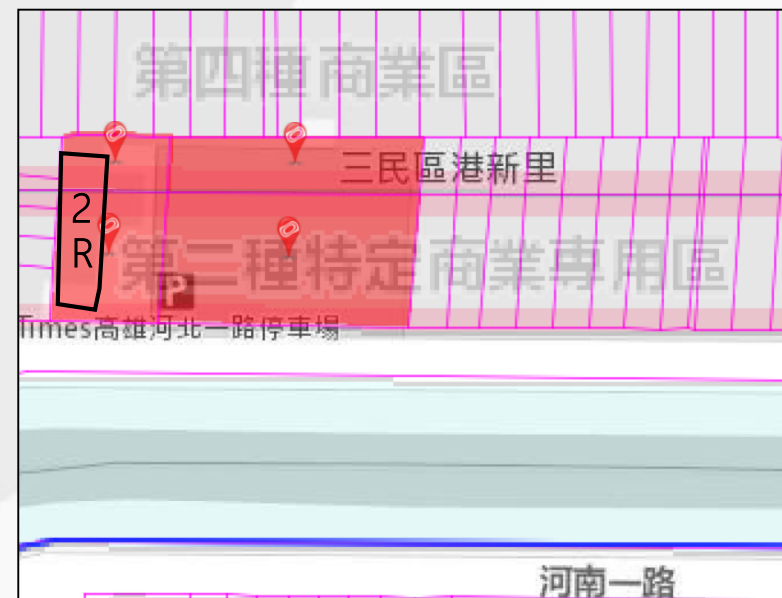 第四種商業區
三民區港新里
2
R
第二種特定商業專用區
P
Times高雄河北一路停車場
河南一路